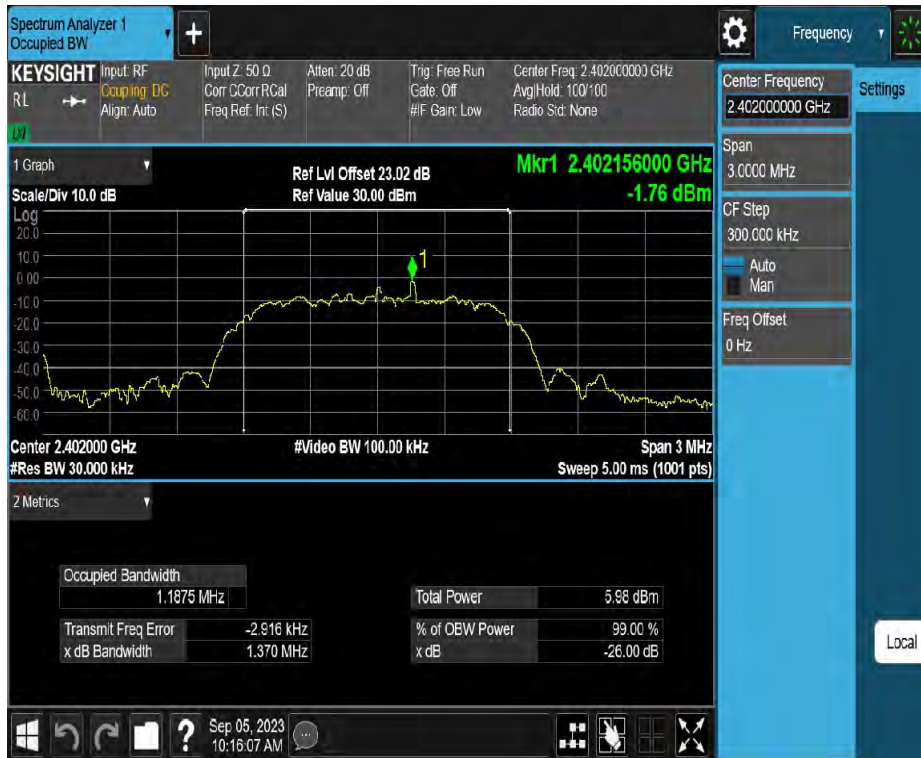 Spectrum Analyzer 1
Occupied BW
+
Frequency
KEYSIGHT
RL
LXI
Input: RF
Coupling: DC
Align: Auto
Input Z: 50 Ω
Corr CCorr RCal
Freq Ref: Int (S)
Atten: 20 dB
Preamp: Off
Trig: Free Run
Gate: Off
#IF Gain: Low
Center Freq: 2.402000000 GHz
Avg|Hold: 100/100
Radio Std: None
Center Frequency
2.402000000 GHz
Settings
Span
3.0000 MHz
CF Step
300.000 kHz
Auto
Man
Freq Offset
0 Hz
Local
1 Graph
Scale/Div 10.0 dB
Ref Lvl Offset 23.02 dB
Ref Value 30.00 dBm
Mkr1 2.402156000 GHz
-1.76 dBm
Log
20.0
10.0
0.00
-10.0
-20.0
-30.0
-40.0
-50.0
-60.0
1
Center 2.402000 GHz
#Video BW 100.00 kHz
Span 3 MHz
#Res BW 30.000 kHz
Sweep 5.00 ms (1001 pts)
2 Metrics
Occupied Bandwidth
1.1875 MHz
Total Power 5.98 dBm
Transmit Freq Error -2.916 kHz
% of OBW Power 99.00 %
x dB Bandwidth 1.370 MHz
x dB -26.00 dB
?
Sep 05, 2023
10:16:07 AM